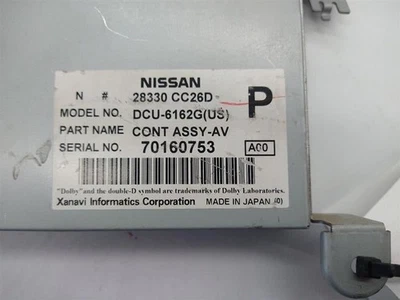 NISSAN
N # 28330 CC26D
P
MODEL NO. DCU-6162G(US)
PART NAME CONT ASSY-AV
SERIAL NO. 70160753 A00
"Dolby" and the double-D symbol are trademarks of Dolby Laboratories.
Xanavi Informatics Corporation MADE IN JAPAN